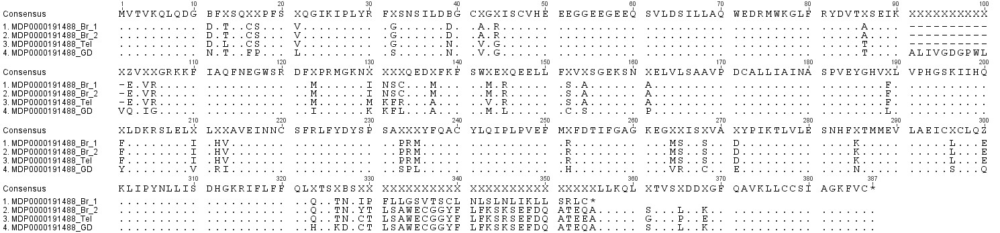 1 10 20 30 40 50 60 70 80 90 100
Consensus MVTVKQLQDG BFXSQXXPFS XQGIKIPLYR FXSNSILDBG CXGXISCVHE EEGGEEGEEQ SVLDSILLAQ WEDRMWKGLF RYDVTXSEIK XXXXXXXXXX
1. MDP0000191488_Br_1 .......... D.T..CS... V......... .G......D. .A.R...... .......... .......... .......... .....A.... ----------
2. MDP0000191488_Br_2 .......... D.T..CS... V......... .G......D. .A.R...... .......... .......... .......... .....A.... ----------
3. MDP0000191488_Tel .......... D.L..CS... V......... .G......N. .V.G...... .......... .......... .......... .....T.... ----------
4. MDP0000191488_GD .......... N.T..FP... L......... .S......N. .V.G...... .......... .......... .......... .....T.... ALIVGDGPWL
110 120 130 140 150 160 170 180 190 200
Consensus XZVXXGRKKF IAQFNEGWSR DFXPRMGKNX XXXQEDXFKF SWXEXQEELL FXVXSGEKSN XELVLSAAVP DCALLIAINA SPVEYGHVXL VPHGSKIIHQ
1. MDP0000191488_Br_1 -E.VR..... .......... ..M......I NSC...M... ..M.R..... .S.A...... A......... .......... ........F. ..........
2. MDP0000191488_Br_2 -E.VR..... .......... ..M......I NSC...M... ..M.R..... .S.A...... A......... .......... ........F. ..........
3. MDP0000191488_Tel -E.VR..... .......... ..M......M KFR...A... ..V.R..... .S.A...... A......... .......... ........F. ..........
4. MDP0000191488_GD VQ.IG..... .......... ..I......K KFL...A... ..M.L..... .C.S...... P......... .......... ........L. ..........
210 220 230 240 250 260 270 280 290 300
Consensus XLDKRSLELX LXXAVEINNC SFRLFYDYSP SAXXXYFQAC YLQIPLPVEF MXFDTIFGAG KEGXXISXVA XYPIKTLVLE SNHFXTMMEV LAEICXCLQZ
1. MDP0000191488_Br_1 F........I .HV....... .......... ..PRM..... .......... .R........ ...MS..S.. D......... ....K..... .....L...E
2. MDP0000191488_Br_2 F........I .HV....... .......... ..PRM..... .......... .R........ ...MS..S.. D......... ....K..... .....L...E
3. MDP0000191488_Tel F........I .HV....... .......... ..PRM..... .......... .R........ ...MS..S.. D......... ....K..... .....L...E
4. MDP0000191488_GD Y........V .RI....... .......... ..SPL..... .......... .H........ ...VR..C.. E......... ....N..... .....S...Q
310 320 330 340 350 360 370 380 387
Consensus KLIPYNLLIS DHGKRIFLFF QLXTSXBSXX XXXXXXXXXX XXXXXXXXXX XXXXXLLKQL XTVSXDDXGF QAVKLLCCSI AGKFVC*
1. MDP0000191488_Br_1 .......... .......... ..Q..TN.IP FLLGSVTSCL NLSLNLIKLL SRLC*
2. MDP0000191488_Br_2 .......... .......... ..Q..TN.YT LSAWECGGYF LFKSKSEFDQ ATEQA..... S...L..E.. .......... .......
3. MDP0000191488_Tel .......... .......... ..Q..TN.CT LSAWECGGYF LFKSRSEFDQ ATEEA..... G...P..E.. .......... .......
4. MDP0000191488_GD .......... .......... ..H..KD.CT LSAWECGGYF LFKSKSEFDQ ATEQA..... S...L..K.. .......... .......